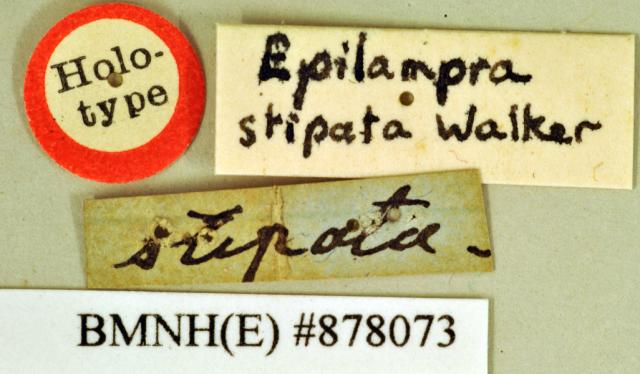 Holo-
type
Epilampra
stipata Walker
stipata.
BMNH(E) #878073